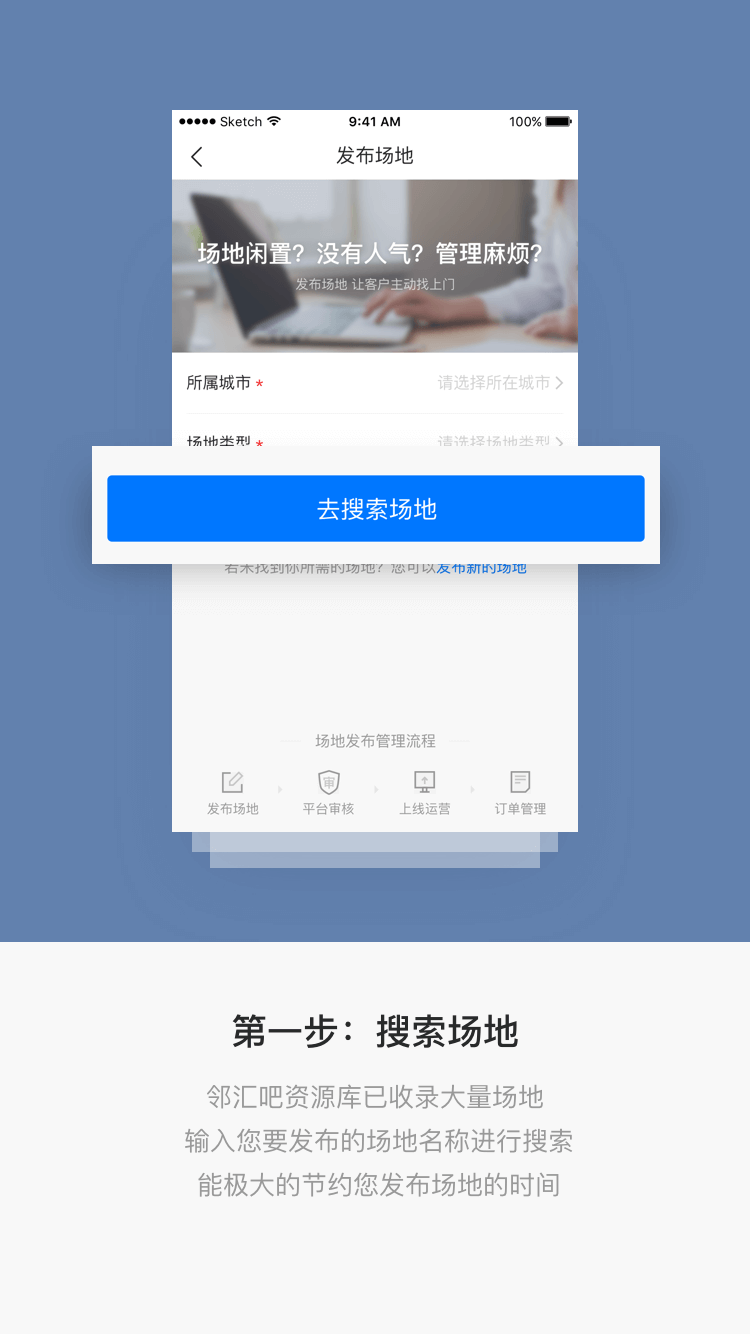 Sketch 9:41 AM 100%
发布场地
场地闲置？没有人气？管理麻烦？
发布场地 让客户主动找上门
所属城市 * 请选择所在城市
场地类型 * 请选择场地类型
去搜索场地
若未找到你所需的场地？您可以发布新的场地
场地发布管理流程
审
发布场地 平台审核 上线运营 订单管理
第一步：搜索场地
邻汇吧资源库已收录大量场地
输入您要发布的场地名称进行搜索
能极大的节约您发布场地的时间